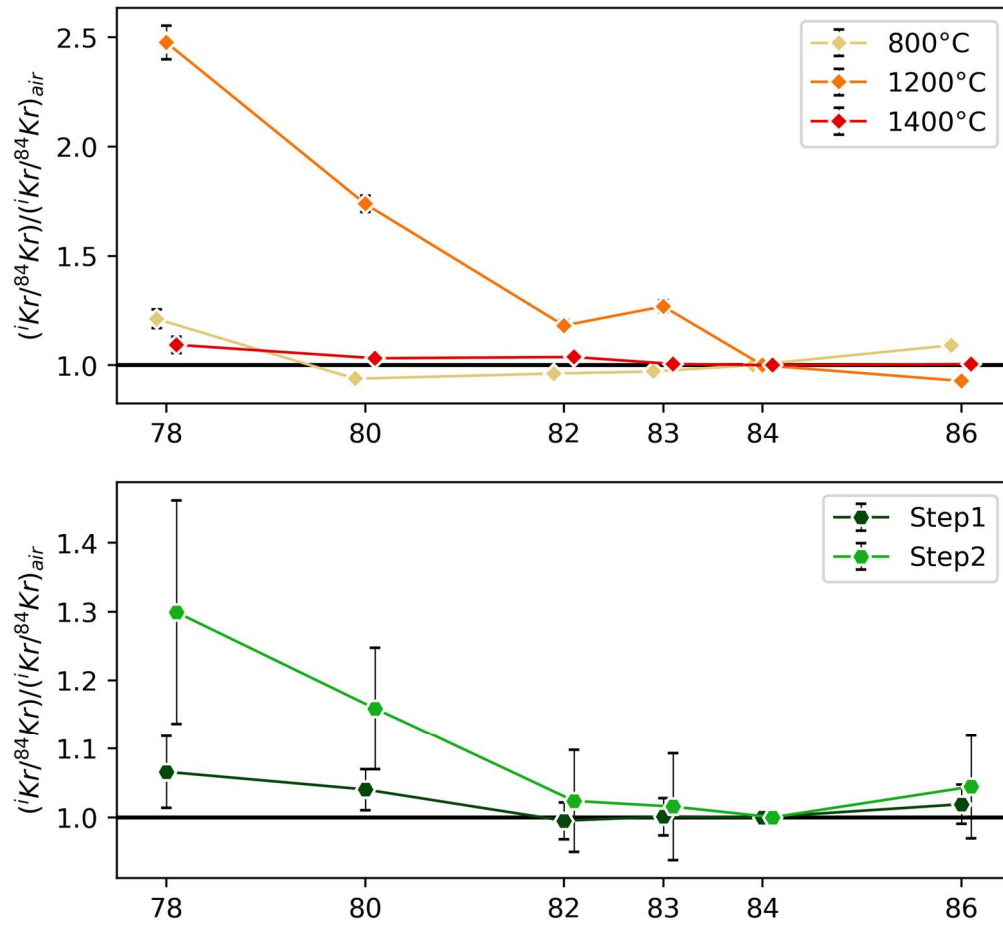 (ⁱKr/⁸⁴Kr)/(ⁱKr/⁸⁴Kr)ₐᵢᵣ
2.5
2.0
1.5
1.0
800°C
1200°C
1400°C
78 80 82 83 84 86
(ⁱKr/⁸⁴Kr)/(ⁱKr/⁸⁴Kr)ₐᵢᵣ
1.4
1.3
1.2
1.1
1.0
Step1
Step2
78 80 82 83 84 86